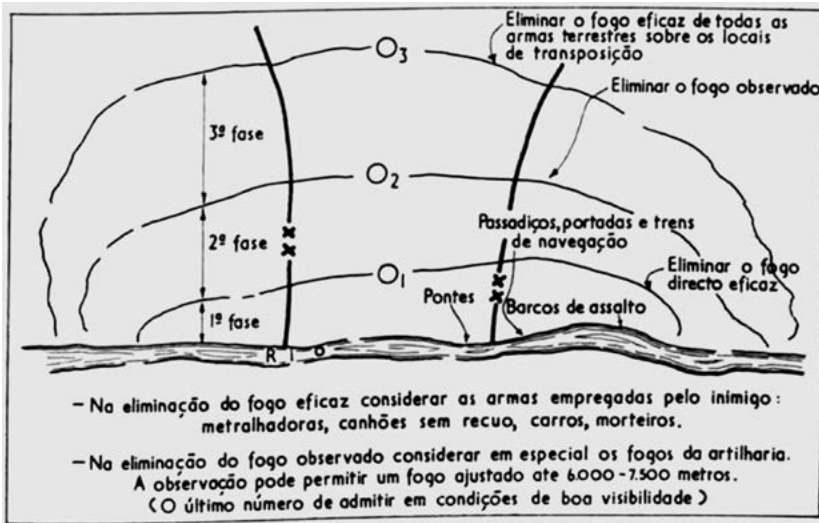 Eliminar o fogo eficaz de todas as
armas terrestres sobre os locais
de transposição
O3
Eliminar o fogo observado
3ª fase
O2
Passadiços, portadas e trens
de navegação
2ª fase
O1
Eliminar o fogo
directo eficaz
Pontes
Barcos de assalto
1ª fase
R I O
- Na eliminação do fogo eficaz considerar as armas empregadas pelo inimigo:
metralhadoras, canhões sem recuo, carros, morteiros.
- Na eliminação do fogo observado considerar em especial os fogos da artilharia.
A observação pode permitir um fogo ajustado ate 6.000-7.500 metros.
(O último número de admitir em condições de boa visibilidade)